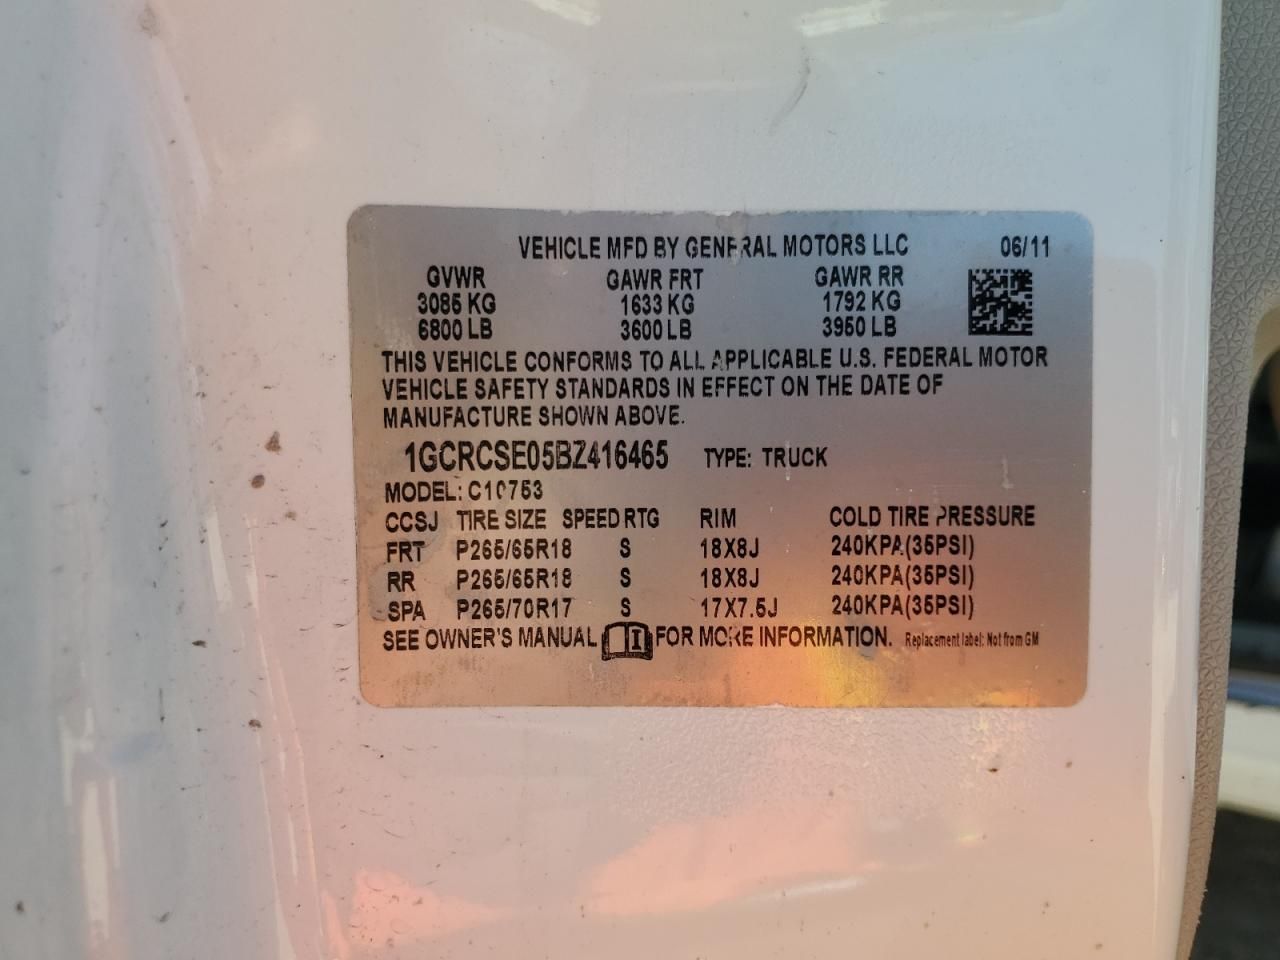 VEHICLE MFD BY GENERAL MOTORS LLC 06/11
GVWR GAWR FRT GAWR RR
3085 KG 1633 KG 1792 KG
6800 LB 3600 LB 3950 LB
THIS VEHICLE CONFORMS TO ALL APPLICABLE U.S. FEDERAL MOTOR
VEHICLE SAFETY STANDARDS IN EFFECT ON THE DATE OF
MANUFACTURE SHOWN ABOVE.
1GCRCSE05BZ416465 TYPE: TRUCK
MODEL: C10753
CCSJ TIRE SIZE SPEED RTG RIM COLD TIRE PRESSURE
FRT P265/65R18 S 18X8J 240KPA(35PSI)
RR P265/65R18 S 18X8J 240KPA(35PSI)
SPA P265/70R17 S 17X7.5J 240KPA(35PSI)
SEE OWNER'S MANUAL FOR MORE INFORMATION. Replacement label: Not from GM